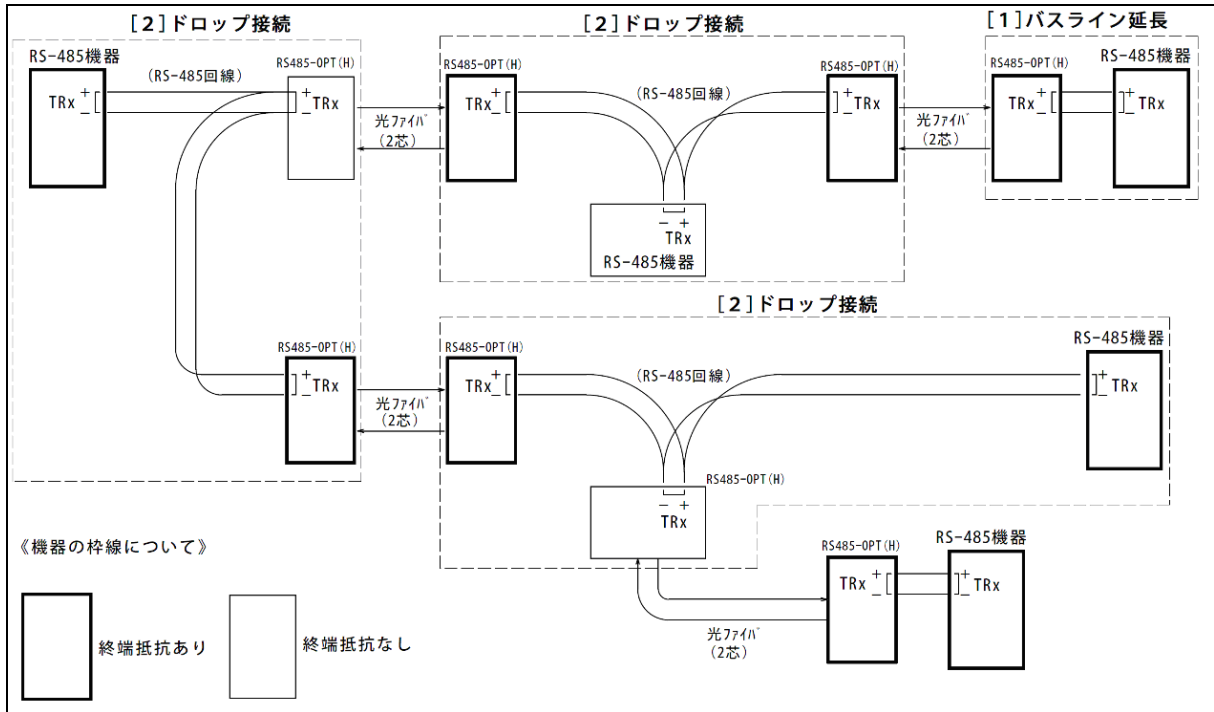 [2]ドロップ接続
RS-485機器
(RS-485回線)
RS485-OPT(H)
TRx
+
−
+
−
TRx
光ファイバ
(2芯)
RS485-OPT(H)
+
−
TRx
[2]ドロップ接続
RS485-OPT(H)
TRx
+
−
(RS-485回線)
RS485-OPT(H)
+
−
TRx
− +
TRx
RS-485機器
光ファイバ
(2芯)
[1]バスライン延長
RS485-OPT(H)
RS-485機器
TRx
+
−
+
−
TRx
[2]ドロップ接続
光ファイバ
(2芯)
RS485-OPT(H)
TRx
+
−
(RS-485回線)
RS-485機器
+
−
TRx
RS485-OPT(H)
− +
TRx
光ファイバ
(2芯)
RS485-OPT(H)
RS-485機器
TRx
+
−
+
−
TRx
《機器の枠線について》
終端抵抗あり
終端抵抗なし